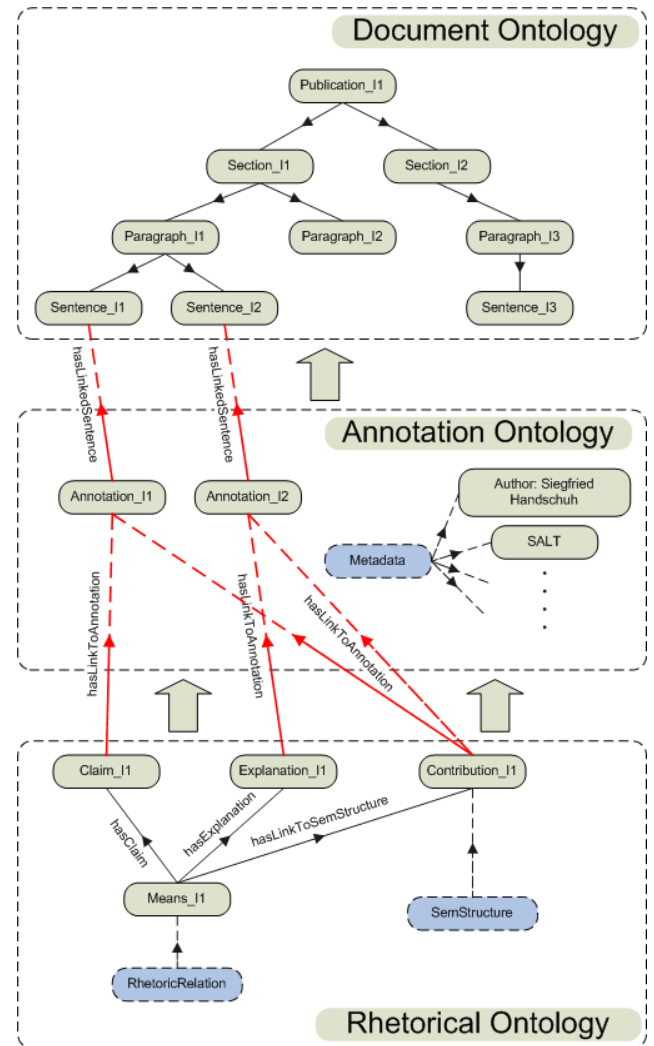 Document Ontology
Publication_I1
Section_I1
Section_I2
Paragraph_I1
Paragraph_I2
Paragraph_I3
Sentence_I1
Sentence_I2
Sentence_I3
hasLinkedSentence
hasLinkedSentence
Annotation Ontology
Annotation_I1
Annotation_I2
Author: Siegfried
Handschuh
SALT
Metadata
hasLinkToAnnotation
hasLinkToAnnotation
hasLinkToAnnotation
Claim_I1
Explanation_I1
Contribution_I1
hasClaim
hasExplanation
hasLinkToSemStructure
Means_I1
SemStructure
RhetoricRelation
Rhetorical Ontology